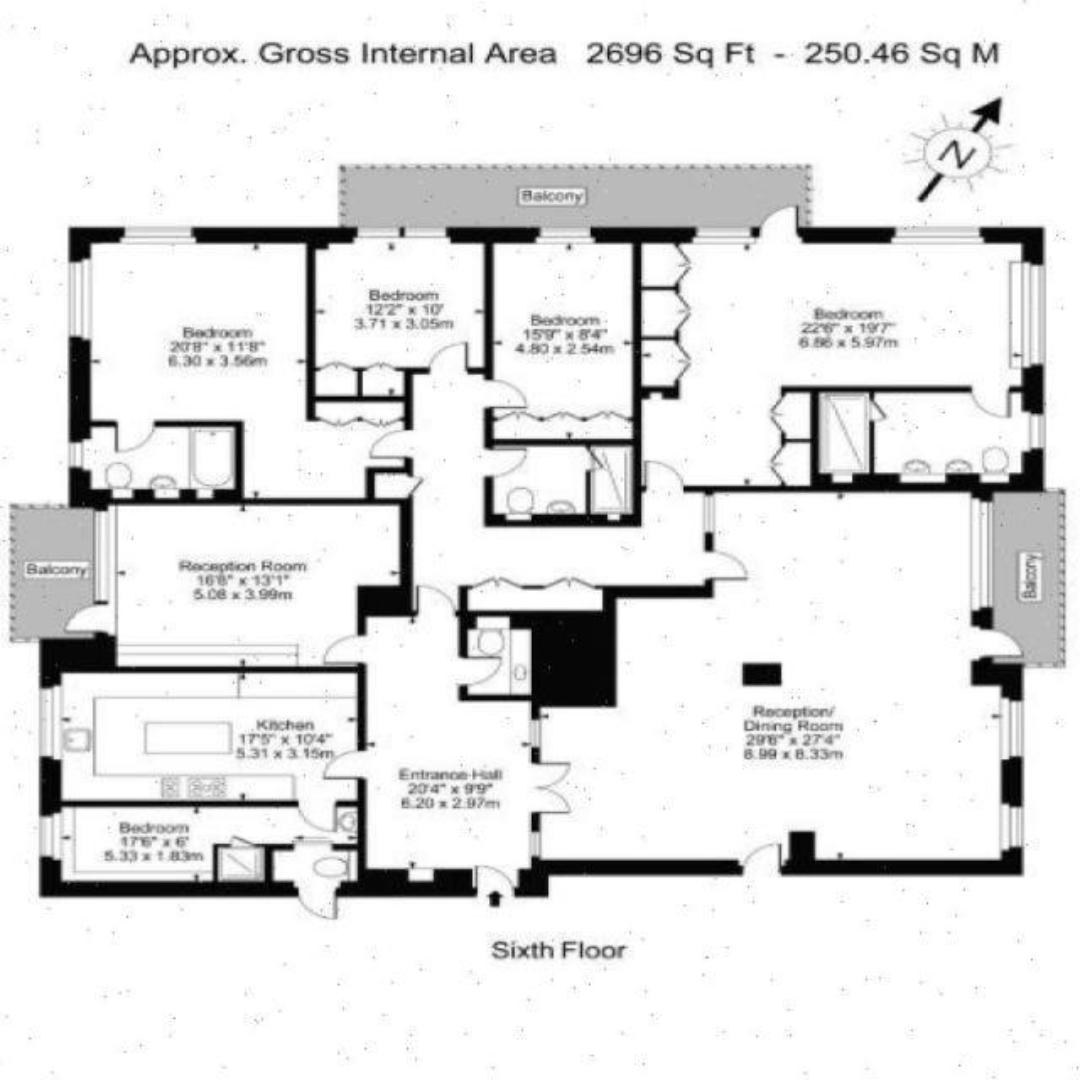 Approx. Gross Internal Area 2696 Sq Ft - 250.46 Sq M
N
Balcony
Bedroom
20'8" x 11'8"
6.30 x 3.56m
Bedroom
12'2" x 10'
3.71 x 3.05m
Bedroom
15'9" x 8'4"
4.80 x 2.54m
Bedroom
22'6" x 19'7"
6.86 x 5.97m
Balcony
Reception Room
16'8" x 13'1"
5.08 x 3.99m
Balcony
Kitchen
17'5" x 10'4"
5.31 x 3.15m
Reception/
Dining Room
29'6" x 27'4"
8.99 x 8.33m
Entrance Hall
20'4" x 9'9"
6.20 x 2.97m
Bedroom
17'6" x 6'
5.33 x 1.83m
Sixth Floor